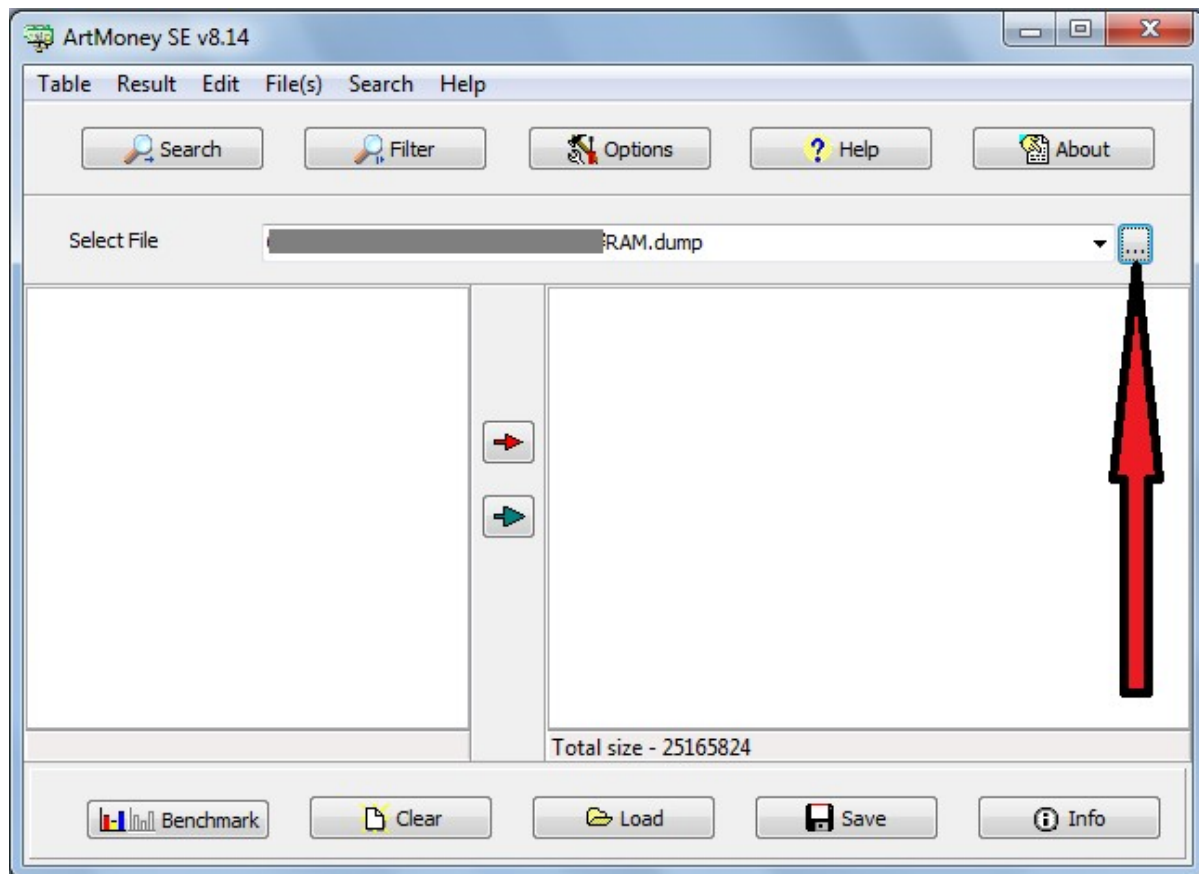 ArtMoney SE v8.14
Table Result Edit File(s) Search Help
Search Filter Options ? Help About
Select File RAM.dump ...
Total size - 25165824
Benchmark Clear Load Save Info